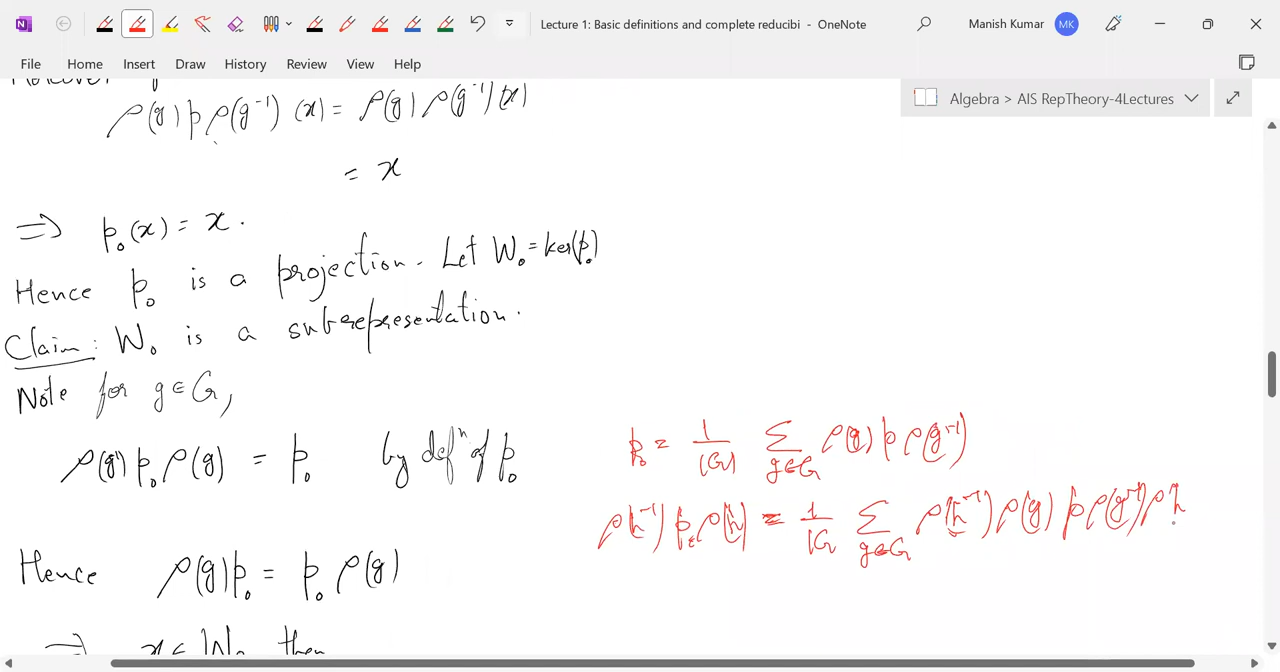 Lecture 1: Basic definitions and complete reducibi - OneNote
Manish Kumar
MK
File Home Insert Draw History Review View Help
Algebra > AIS RepTheory-4Lectures
ρ(g) p ρ(g⁻¹) (x) = ρ(g) ρ(g⁻¹)(x)
= x
⇒ p₀(x) = x.
Hence p₀ is a projection. Let W₀ = ker(p₀)
Claim: W₀ is a subrepresentation.
Note for g ∈ G,
ρ(g⁻¹) p₀ ρ(g) = p₀ by defⁿ of p₀
p₀ = 1/|G| Σ_{g∈G} ρ(g) p ρ(g⁻¹)
ρ(h⁻¹) p₀ ρ(h) = 1/|G Σ_{g∈G} ρ(h⁻¹) ρ(g) p ρ(g⁻¹) ρ h
Hence ρ(g) p₀ = p₀ ρ(g)
⇒ x ∈ W₀ then